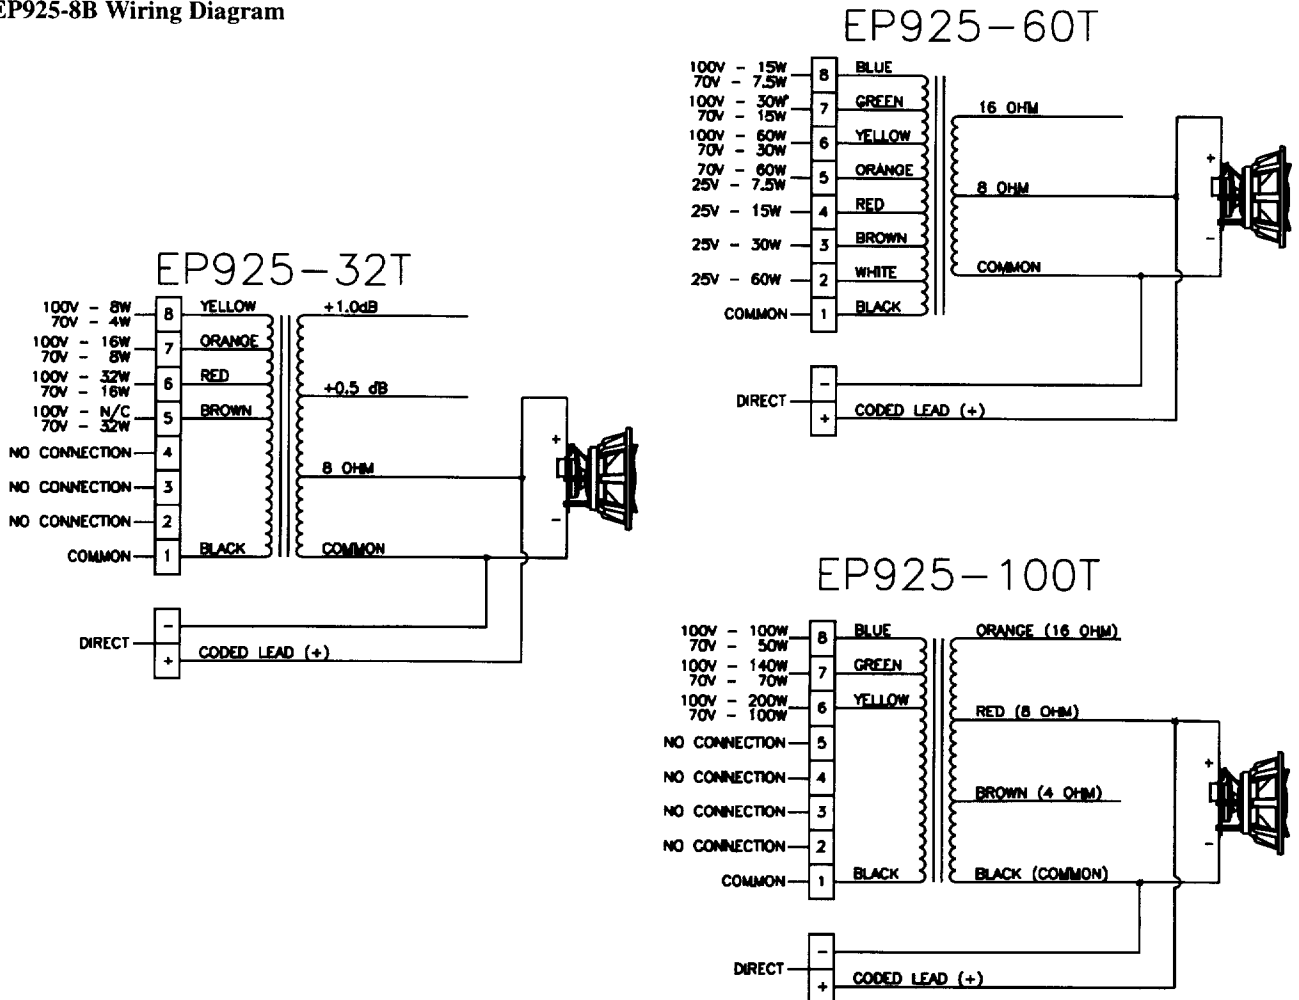 EP925-8B Wiring Diagram
EP925-60T
100V - 15W
70V - 7.5W
8 BLUE
100V - 30W
70V - 15W
7 GREEN
16 OHM
100V - 60W
70V - 30W
6 YELLOW
+
70V - 60W
25V - 7.5W
5 ORANGE
8 OHM
25V - 15W 4 RED
25V - 30W 3 BROWN
-
25V - 60W 2 WHITE
COMMON
COMMON 1 BLACK
DIRECT
-
+ CODED LEAD (+)
EP925-32T
100V - 8W
70V - 4W
8 YELLOW
+1.0dB
100V - 16W
70V - 8W
7 ORANGE
100V - 32W
70V - 16W
6 RED
+0.5 dB
100V - N/C
70V - 32W
5 BROWN
+
NO CONNECTION 4
8 OHM
NO CONNECTION 3
NO CONNECTION 2
-
COMMON 1 BLACK
COMMON
DIRECT
-
+ CODED LEAD (+)
EP925-100T
100V - 100W
70V - 50W
8 BLUE
ORANGE (16 OHM)
100V - 140W
70V - 70W
7 GREEN
100V - 200W
70V - 100W
6 YELLOW
RED (8 OHM)
NO CONNECTION 5
+
NO CONNECTION 4
BROWN (4 OHM)
NO CONNECTION 3
NO CONNECTION 2
-
COMMON 1 BLACK
BLACK (COMMON)
DIRECT
-
+ CODED LEAD (+)